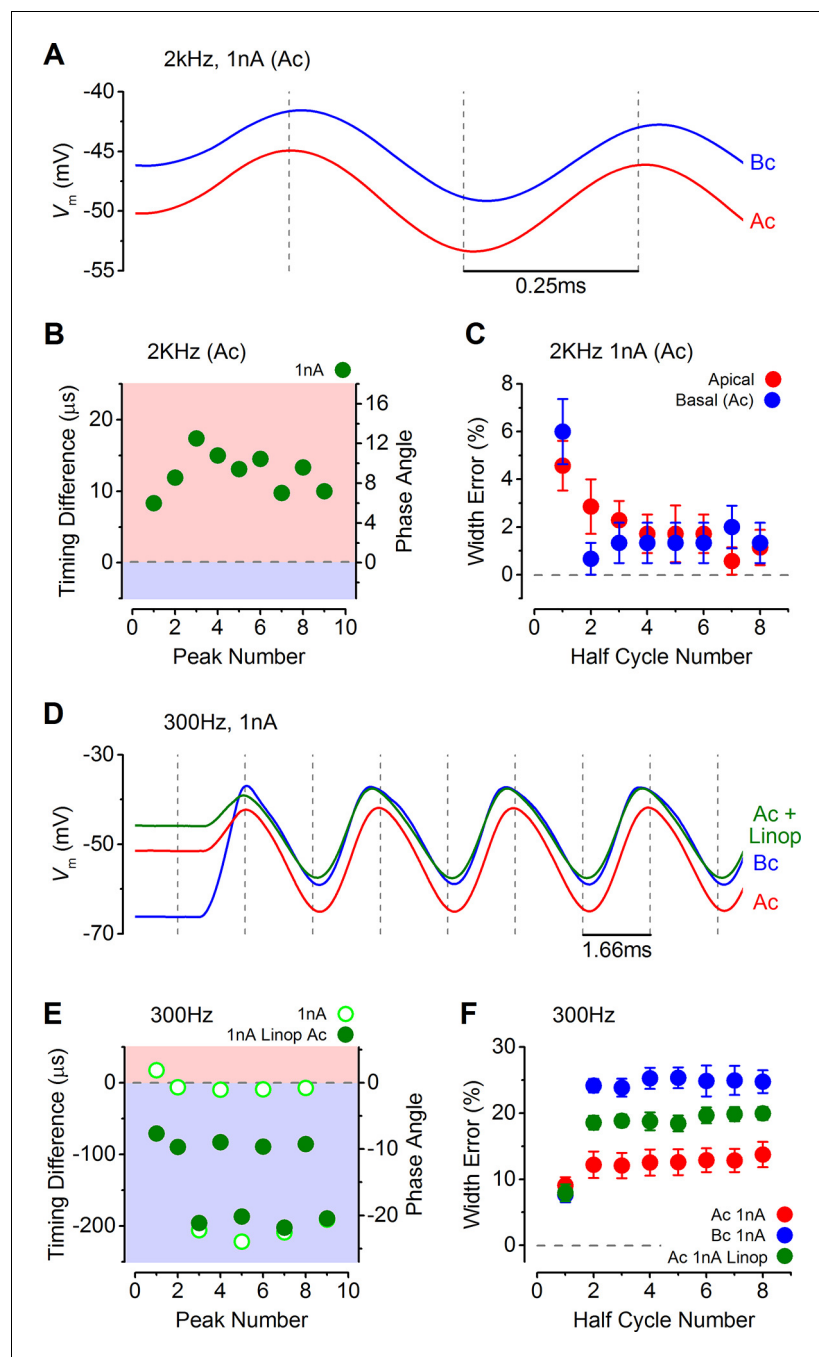 A
2kHz, 1nA (Ac)
-40
-45
-50
-55
Vm (mV)
Bc
Ac
0.25ms
B
2KHz (Ac)
1nA
20
10
0
Timing Difference (μs)
16
12
8
4
0
Phase Angle
0 2 4 6 8 10
Peak Number
C
2KHz 1nA (Ac)
Apical
Basal (Ac)
8
6
4
2
0
Width Error (%)
0 2 4 6 8
Half Cycle Number
D
300Hz, 1nA
-30
-50
-70
Vm (mV)
Ac +
Linop
Bc
Ac
1.66ms
E
300Hz
1nA
1nA Linop Ac
0
-100
-200
Timing Difference (μs)
0
-10
-20
Phase Angle
0 2 4 6 8 10
Peak Number
F
300Hz
30
20
10
0
Width Error (%)
Ac 1nA
Bc 1nA
Ac 1nA Linop
0 2 4 6 8
Half Cycle Number